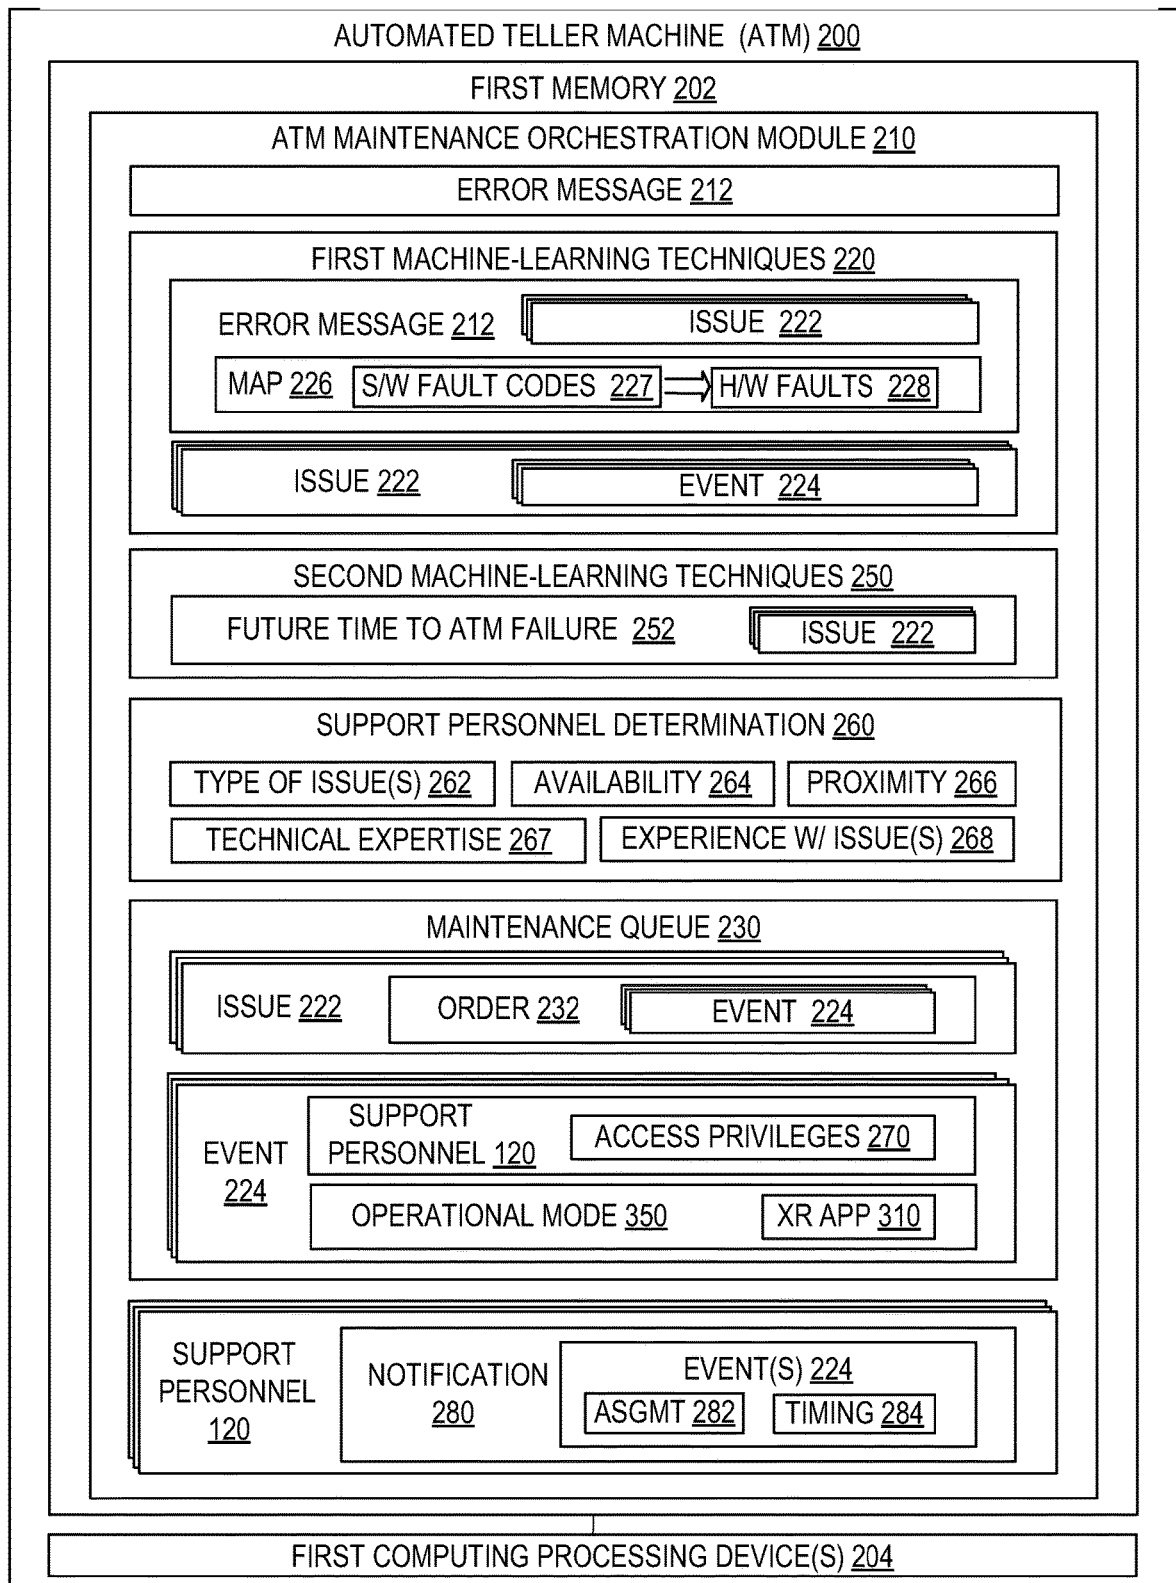 AUTOMATED TELLER MACHINE (ATM) 200
FIRST MEMORY 202
ATM MAINTENANCE ORCHESTRATION MODULE 210
ERROR MESSAGE 212
FIRST MACHINE-LEARNING TECHNIQUES 220
ERROR MESSAGE 212
ISSUE 222
MAP 226
S/W FAULT CODES 227
H/W FAULTS 228
ISSUE 222
EVENT 224
SECOND MACHINE-LEARNING TECHNIQUES 250
FUTURE TIME TO ATM FAILURE 252
ISSUE 222
SUPPORT PERSONNEL DETERMINATION 260
TYPE OF ISSUE(S) 262
AVAILABILITY 264
PROXIMITY 266
TECHNICAL EXPERTISE 267
EXPERIENCE W/ ISSUE(S) 268
MAINTENANCE QUEUE 230
ISSUE 222
ORDER 232
EVENT 224
EVENT
224
SUPPORT
PERSONNEL 120
ACCESS PRIVILEGES 270
OPERATIONAL MODE 350
XR APP 310
SUPPORT
PERSONNEL
120
NOTIFICATION
280
EVENT(S) 224
ASGMT 282
TIMING 284
FIRST COMPUTING PROCESSING DEVICE(S) 204